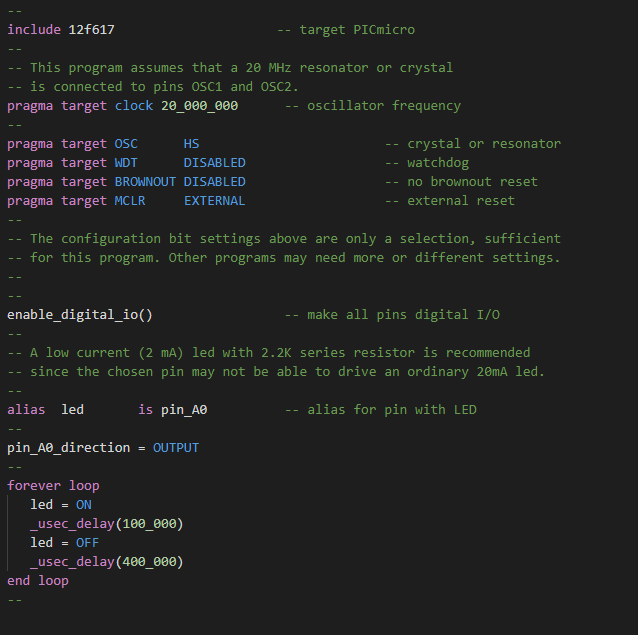 --
include 12f617                     -- target PICmicro
--
-- This program assumes that a 20 MHz resonator or crystal
-- is connected to pins OSC1 and OSC2.
pragma target clock 20_000_000      -- oscillator frequency
--
pragma target OSC      HS                        -- crystal or resonator
pragma target WDT      DISABLED                  -- watchdog
pragma target BROWNOUT DISABLED                  -- no brownout reset
pragma target MCLR     EXTERNAL                  -- external reset
--
-- The configuration bit settings above are only a selection, sufficient
-- for this program. Other programs may need more or different settings.
--
--
enable_digital_io()                 -- make all pins digital I/O
--
-- A low current (2 mA) led with 2.2K series resistor is recommended
-- since the chosen pin may not be able to drive an ordinary 20mA led.
--
alias  led       is pin_A0          -- alias for pin with LED
--
pin_A0_direction = OUTPUT
--
forever loop
   led = ON
   _usec_delay(100_000)
   led = OFF
   _usec_delay(400_000)
end loop
--